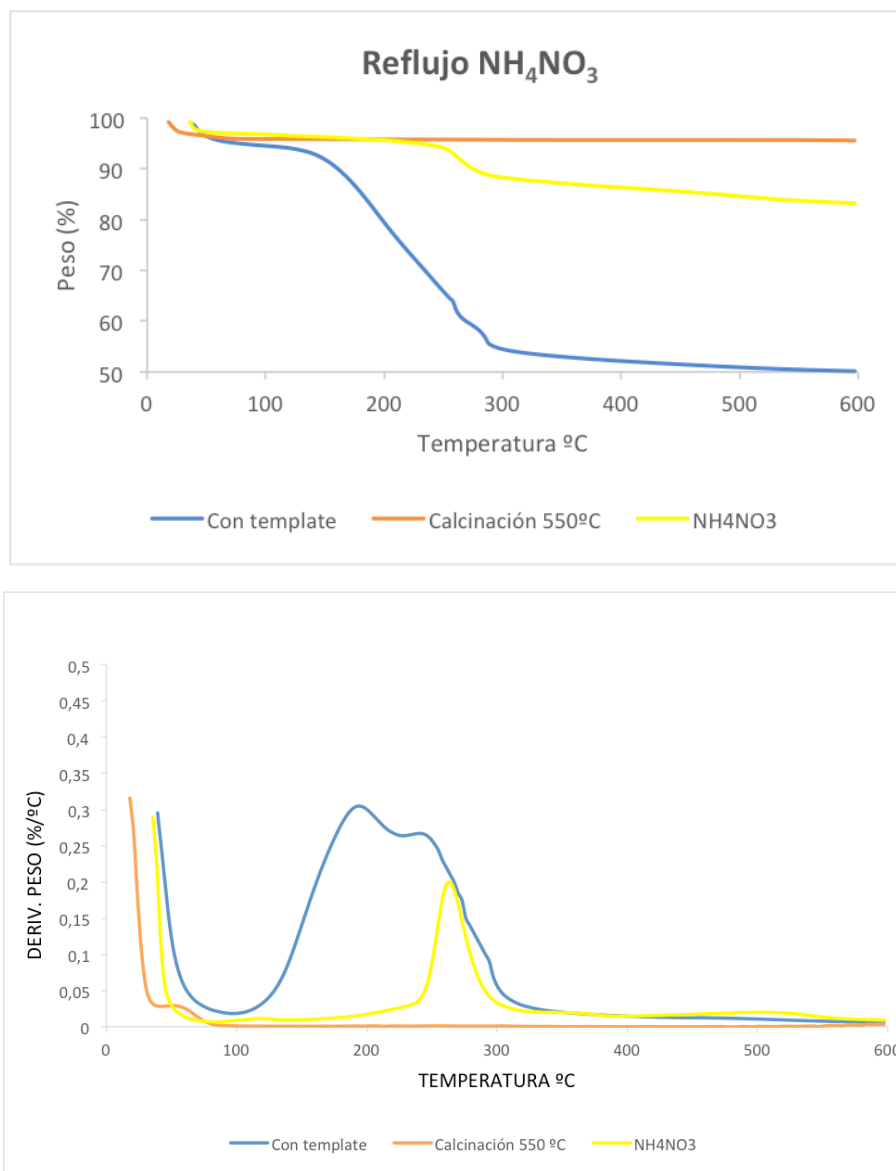 Reflujo NH₄NO₃
100
90
80
70
60
50
Peso (%)
0 100 200 300 400 500 600
Temperatura ºC
Con template Calcinación 550ºC NH4NO3
0,5
0,45
0,4
0,35
0,3
0,25
0,2
0,15
0,1
0,05
0
DERIV. PESO (%/ºC)
0 100 200 300 400 500 600
TEMPERATURA ºC
Con template Calcinación 550 ºC NH4NO3